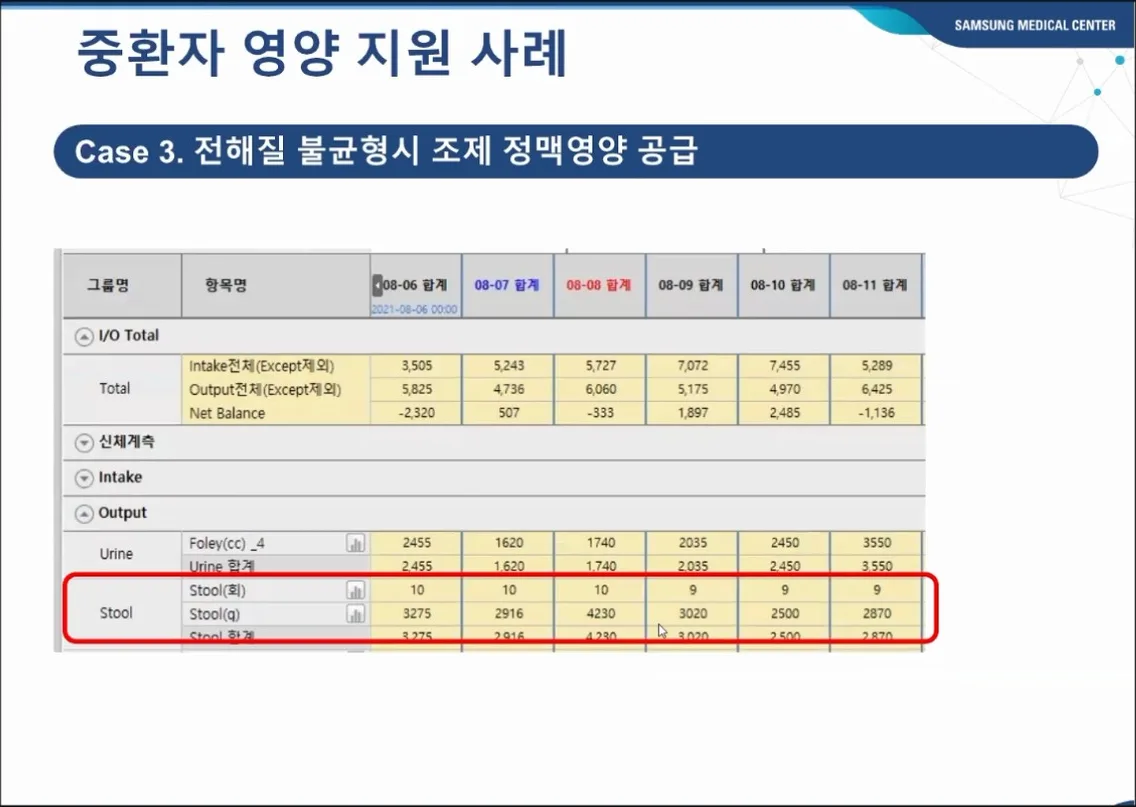 SAMSUNG MEDICAL CENTER
중환자 영양 지원 사례
Case 3. 전해질 불균형시 조제 정맥영양 공급
그룹명 항목명 08-06 합계 08-07 합계 08-08 합계 08-09 합계 08-10 합계 08-11 합계
2021-08-06 00:00
I/O Total
Intake전체(Except제외) 3,505 5,243 5,727 7,072 7,455 5,289
Total Output전체(Except제외) 5,825 4,736 6,060 5,175 4,970 6,425
Net Balance -2,320 507 -333 1,897 2,485 -1,136
신체계측
Intake
Output
Urine Foley(cc) _4 2455 1620 1740 2035 2450 3550
Urine 합계 2,455 1,620 1,740 2,035 2,450 3,550
Stool(회) 10 10 10 9 9 9
Stool Stool(g) 3275 2916 4230 3020 2500 2870
Stool 합계 3,275 2,916 4,230 3,020 2,500 2,870